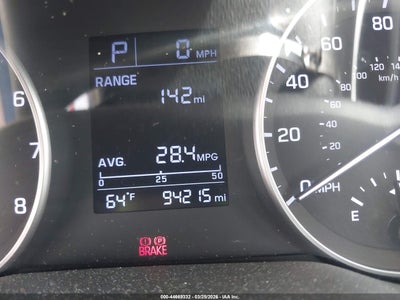 P 0 MPH
RANGE
142 mi
AVG. 28.4 MPG
0 25 50
64°F 94215 mi
BRAKE
6
7
8
80
60
40
20
0 MPH
80
60
40
20
100 120
km/h
E
000 - 44669332 - 03/29/2026 - IAA Inc.